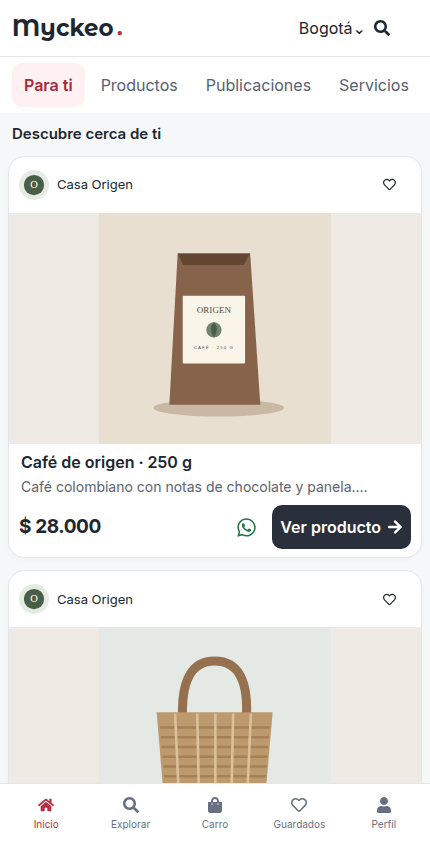 Myckeo.
Bogotá
Para ti Productos Publicaciones Servicios
Descubre cerca de ti
O Casa Origen
ORIGEN
CAFÉ · 250 G
Café de origen · 250 g
Café colombiano con notas de chocolate y panela....
$ 28.000 Ver producto →
O Casa Origen
Inicio Explorar Carro Guardados Perfil